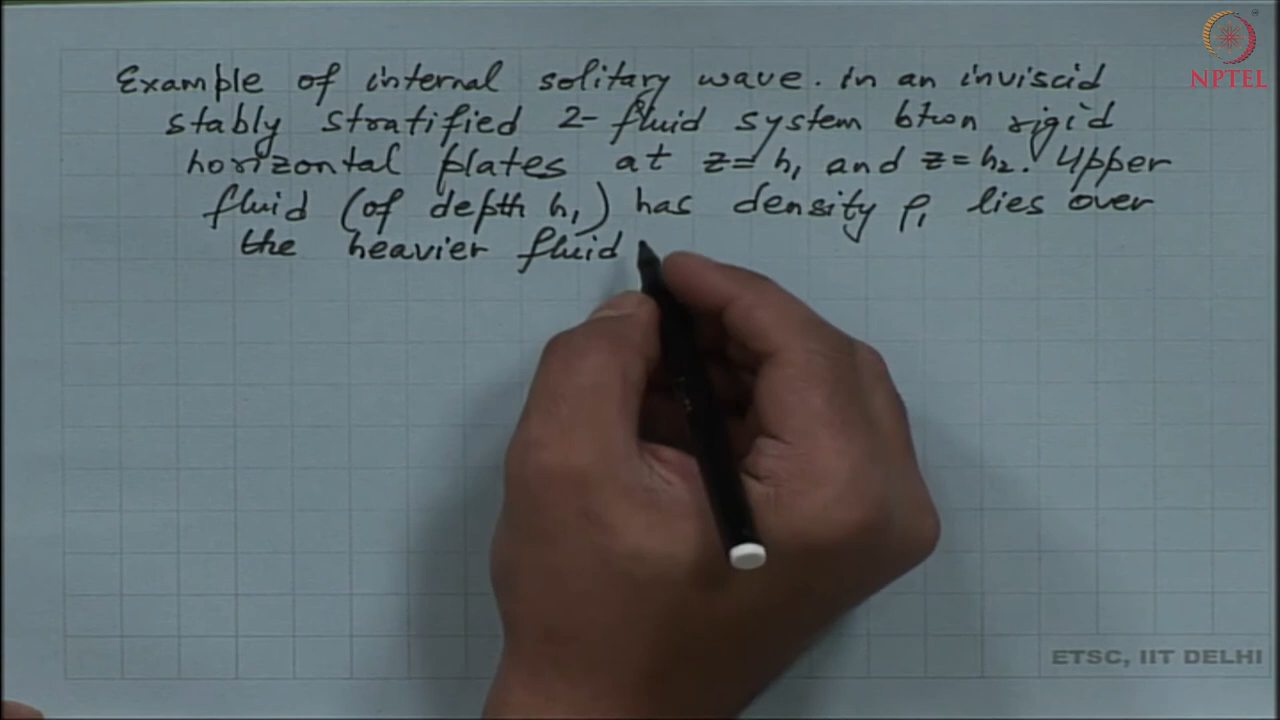 NPTEL
Example of internal solitary wave. In an inviscid
stably stratified 2-fluid system btwn rigid
horizontal plates at z=h₁ and z=h₂. Upper
fluid (of depth h₁) has density ρ₁ lies over
the heavier fluid
ETSC, IIT DELHI